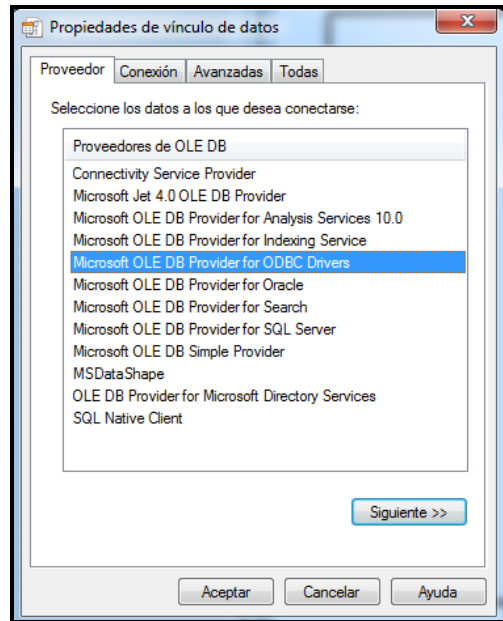 Propiedades de vínculo de datos
Proveedor Conexión Avanzadas Todas
Seleccione los datos a los que desea conectarse:
Proveedores de OLE DB
Connectivity Service Provider
Microsoft Jet 4.0 OLE DB Provider
Microsoft OLE DB Provider for Analysis Services 10.0
Microsoft OLE DB Provider for Indexing Service
Microsoft OLE DB Provider for ODBC Drivers
Microsoft OLE DB Provider for Oracle
Microsoft OLE DB Provider for Search
Microsoft OLE DB Provider for SQL Server
Microsoft OLE DB Simple Provider
MSDataShape
OLE DB Provider for Microsoft Directory Services
SQL Native Client
Siguiente >>
Aceptar Cancelar Ayuda